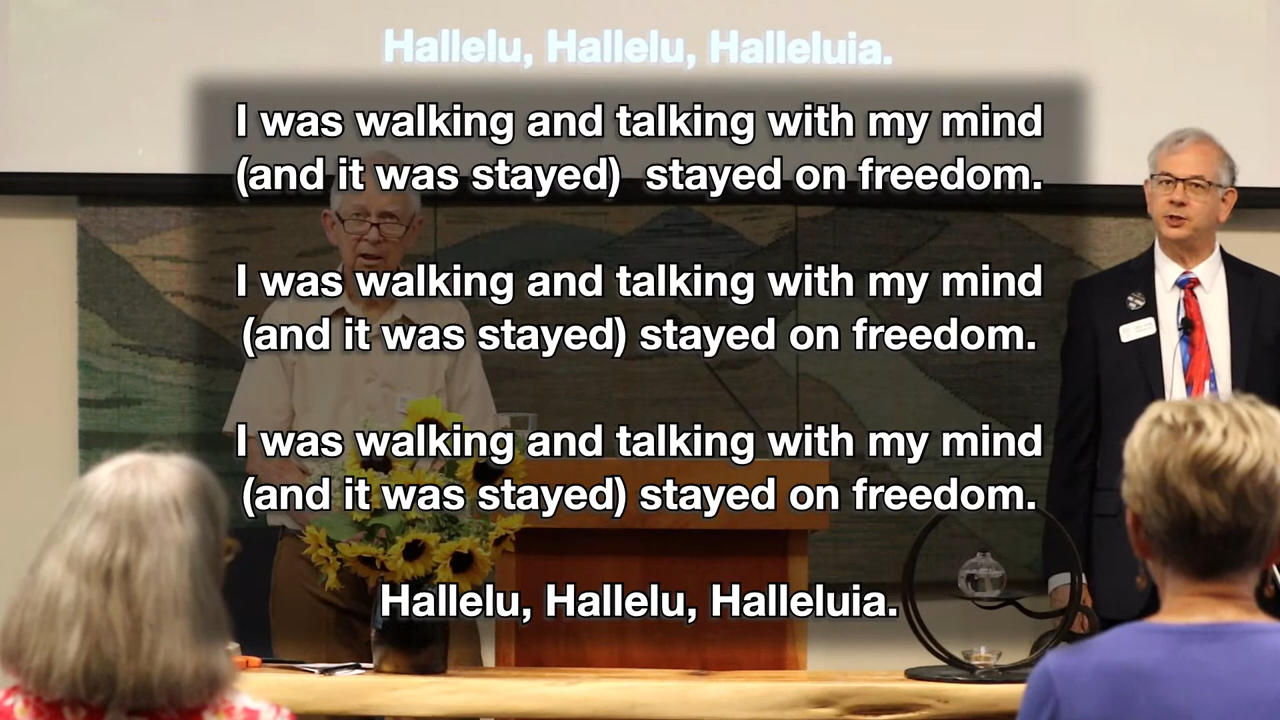 Hallelu, Hallelu, Halleluia.
I was walking and talking with my mind
(and it was stayed)  stayed on freedom.
I was walking and talking with my mind
(and it was stayed) stayed on freedom.
I was walking and talking with my mind
(and it was stayed) stayed on freedom.
Hallelu, Hallelu, Halleluia.